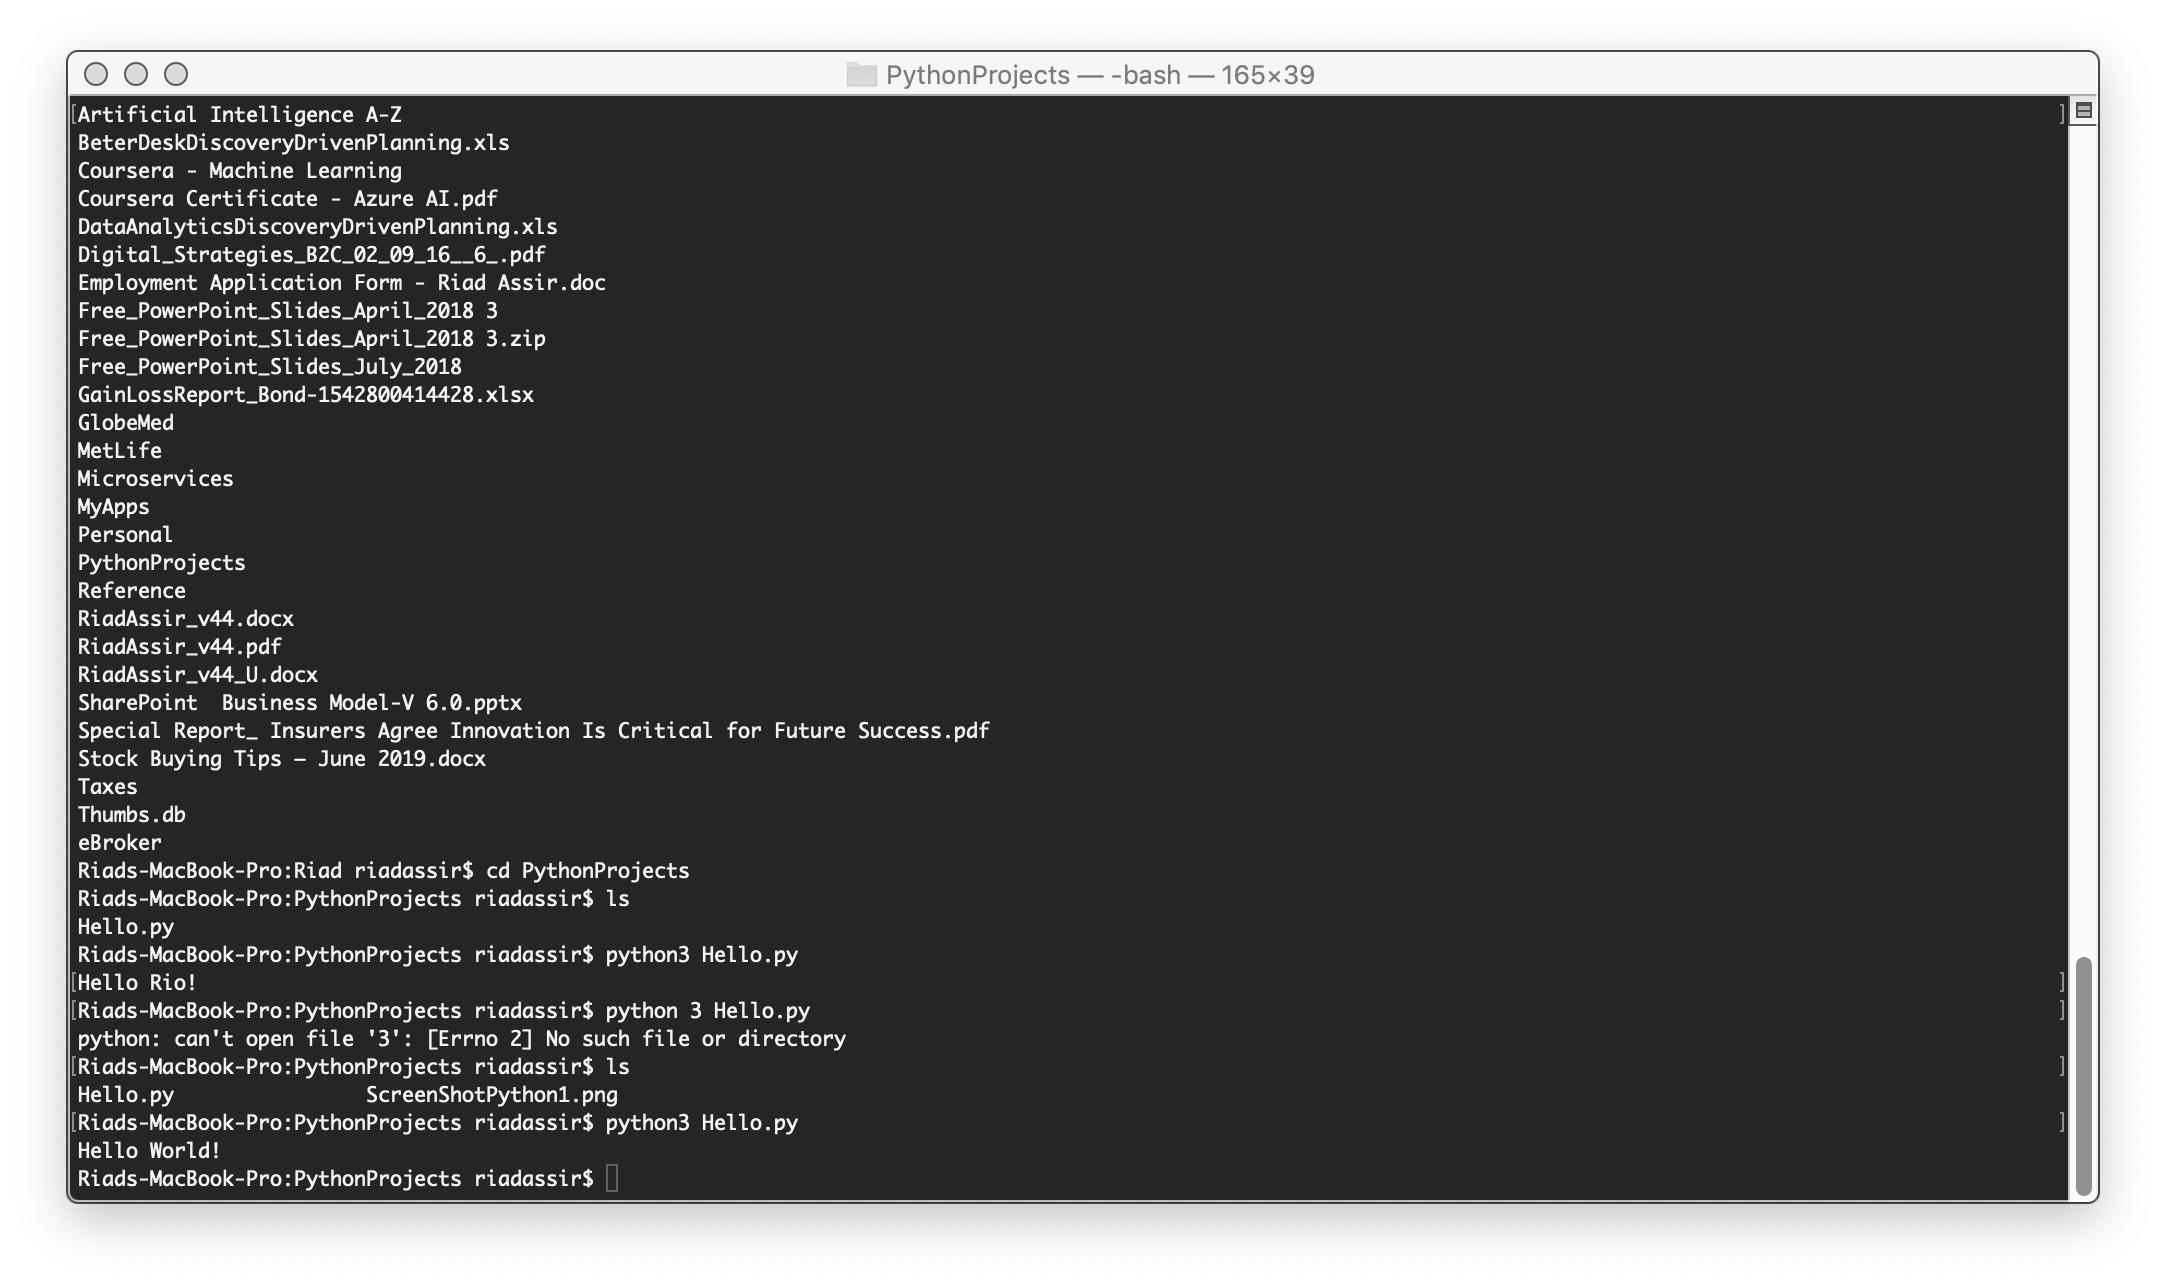 PythonProjects — -bash — 165×39
Artificial Intelligence A-Z
BeterDeskDiscoveryDrivenPlanning.xls
Coursera - Machine Learning
Coursera Certificate - Azure AI.pdf
DataAnalyticsDiscoveryDrivenPlanning.xls
Digital_Strategies_B2C_02_09_16__6_.pdf
Employment Application Form - Riad Assir.doc
Free_PowerPoint_Slides_April_2018 3
Free_PowerPoint_Slides_April_2018 3.zip
Free_PowerPoint_Slides_July_2018
GainLossReport_Bond-1542800414428.xlsx
GlobeMed
MetLife
Microservices
MyApps
Personal
PythonProjects
Reference
RiadAssir_v44.docx
RiadAssir_v44.pdf
RiadAssir_v44_U.docx
SharePoint  Business Model-V 6.0.pptx
Special Report_ Insurers Agree Innovation Is Critical for Future Success.pdf
Stock Buying Tips – June 2019.docx
Taxes
Thumbs.db
eBroker
Riads-MacBook-Pro:Riad riadassir$ cd PythonProjects
Riads-MacBook-Pro:PythonProjects riadassir$ ls
Hello.py
Riads-MacBook-Pro:PythonProjects riadassir$ python3 Hello.py
Hello Rio!
Riads-MacBook-Pro:PythonProjects riadassir$ python 3 Hello.py
python: can't open file '3': [Errno 2] No such file or directory
Riads-MacBook-Pro:PythonProjects riadassir$ ls
Hello.py                ScreenShotPython1.png
Riads-MacBook-Pro:PythonProjects riadassir$ python3 Hello.py
Hello World!
Riads-MacBook-Pro:PythonProjects riadassir$